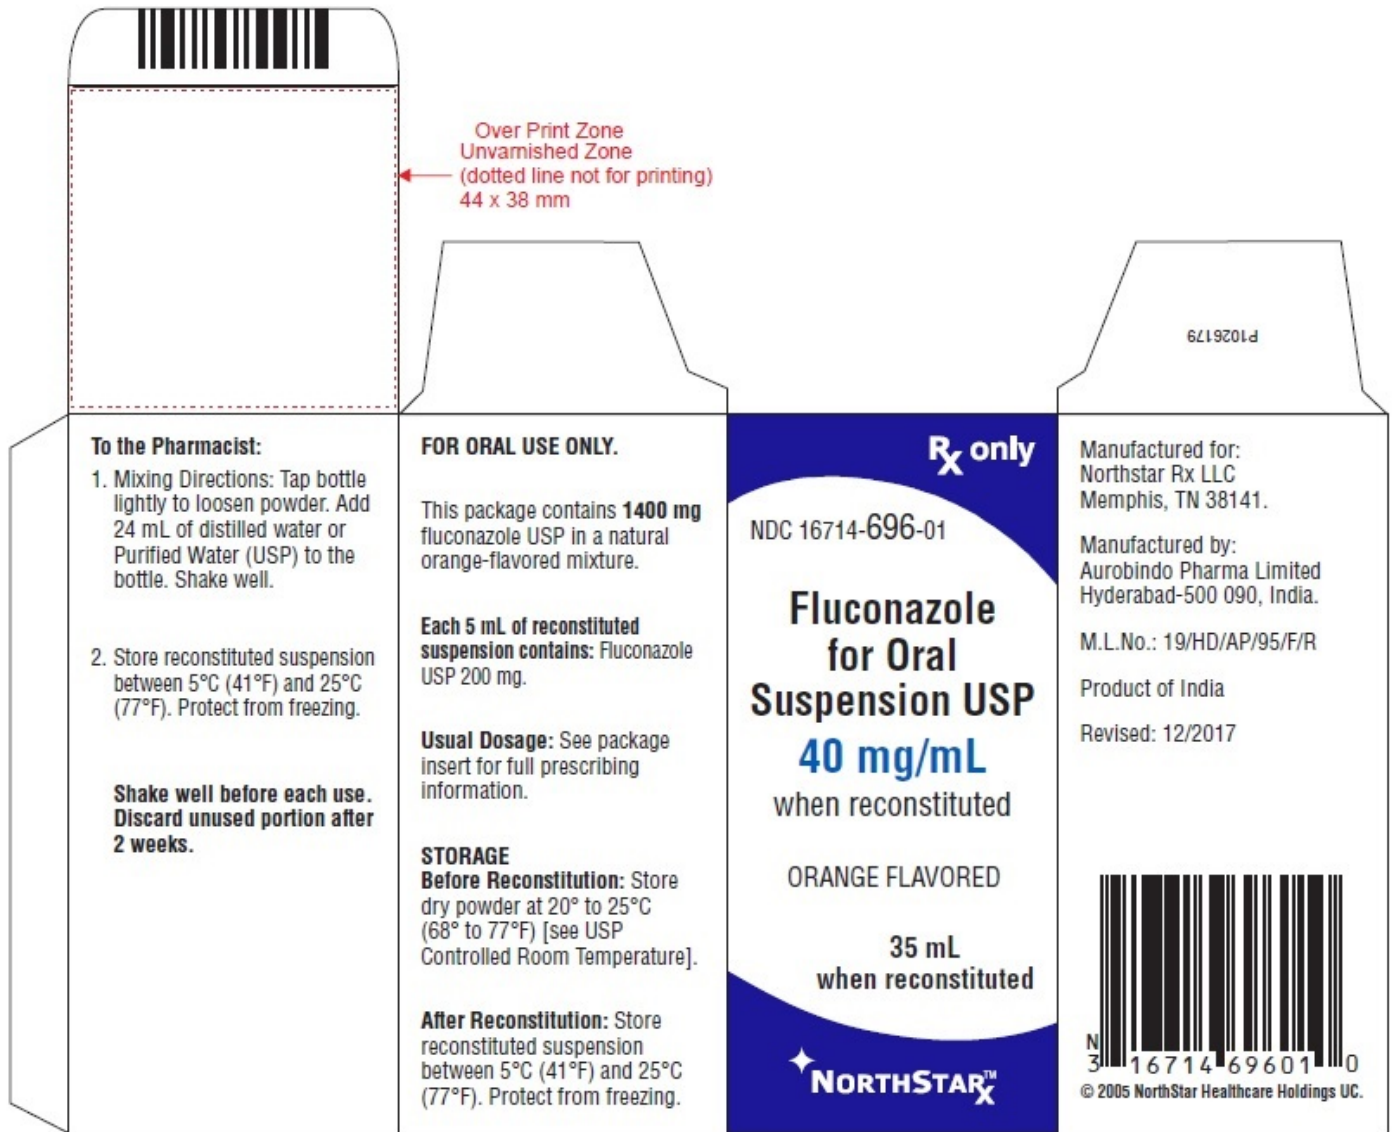 Over Print Zone
Unvarnished Zone
(dotted line not for printing)
44 x 38 mm
P1026179
To the Pharmacist:
1. Mixing Directions: Tap bottle
lightly to loosen powder. Add
24 mL of distilled water or
Purified Water (USP) to the
bottle. Shake well.
2. Store reconstituted suspension
between 5°C (41°F) and 25°C
(77°F). Protect from freezing.
Shake well before each use.
Discard unused portion after
2 weeks.
FOR ORAL USE ONLY.
This package contains 1400 mg
fluconazole USP in a natural
orange-flavored mixture.
Each 5 mL of reconstituted
suspension contains: Fluconazole
USP 200 mg.
Usual Dosage: See package
insert for full prescribing
information.
STORAGE
Before Reconstitution: Store
dry powder at 20° to 25°C
(68° to 77°F) [see USP
Controlled Room Temperature].
After Reconstitution: Store
reconstituted suspension
between 5°C (41°F) and 25°C
(77°F). Protect from freezing.
Rx only
NDC 16714-696-01
Fluconazole
for Oral
Suspension USP
40 mg/mL
when reconstituted
ORANGE FLAVORED
35 mL
when reconstituted
NORTHSTARx™
Manufactured for:
Northstar Rx LLC
Memphis, TN 38141.
Manufactured by:
Aurobindo Pharma Limited
Hyderabad-500 090, India.
M.L.No.: 19/HD/AP/95/F/R
Product of India
Revised: 12/2017
N
3 16714 69601 0
© 2005 NorthStar Healthcare Holdings UC.